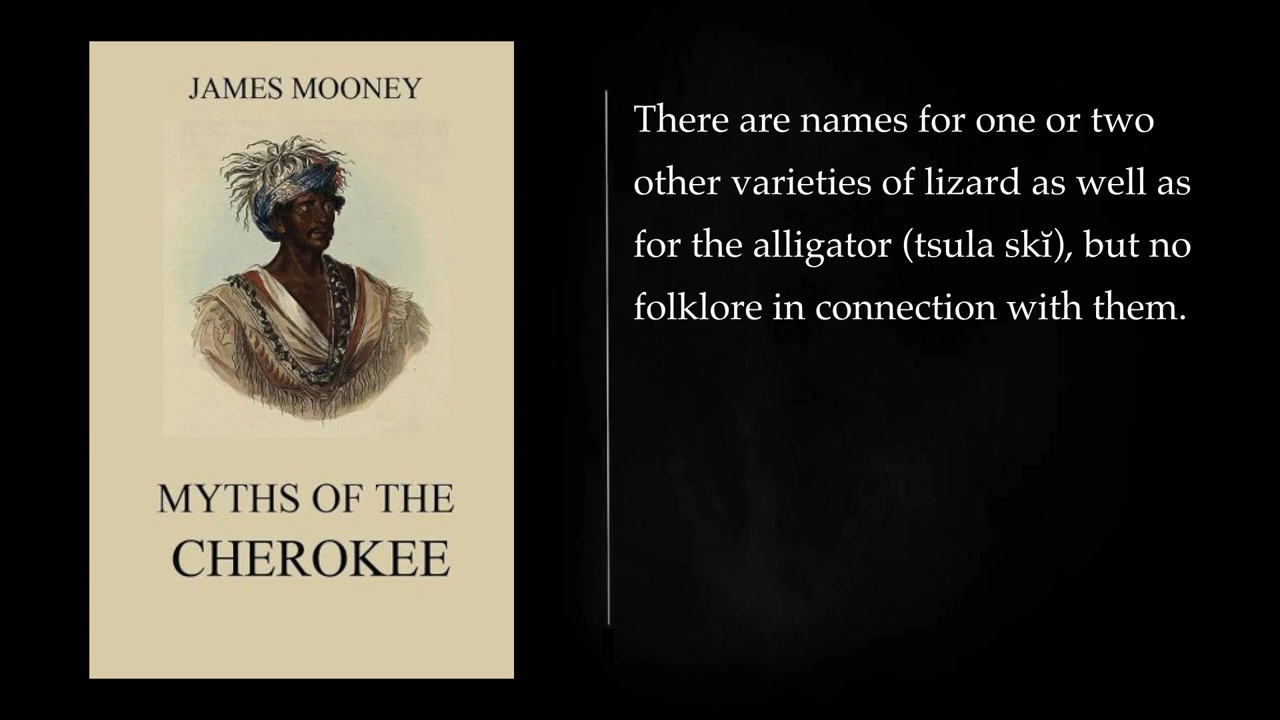 JAMES MOONEY
MYTHS OF THE
CHEROKEE
There are names for one or two
other varieties of lizard as well as
for the alligator (tsula skĭ), but no
folklore in connection with them.